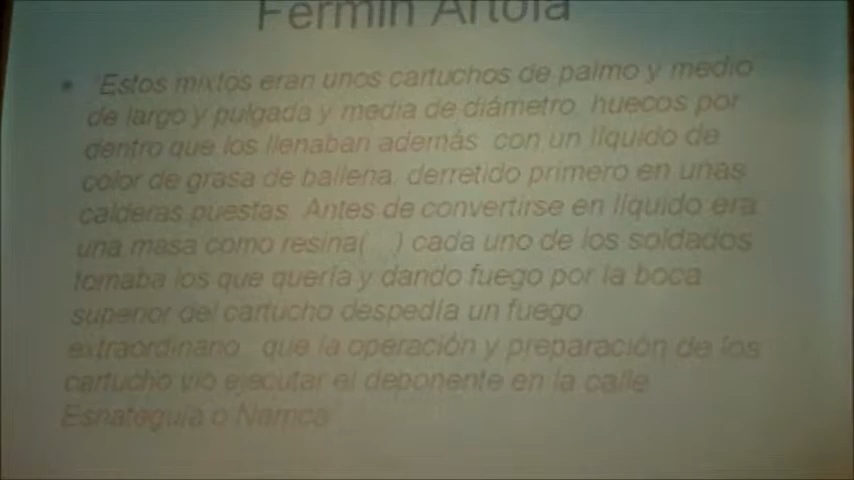 Fermín Artola
• Estos mixtos eran unos cartuchos de palmo y medio
de largo y pulgada y media de diámetro, huecos por
dentro que los llenaban además con un líquido de
color de grasa de ballena, derretido primero en unas
calderas puestas. Antes de convertirse en líquido era
una masa como resina(...) cada uno de los soldados
tomaba los que quería y dando fuego por la boca
superior del cartucho despedía un fuego
extraordinario, que la operación y preparación de los
cartucho vio ejecutar el deponente en la calle
o